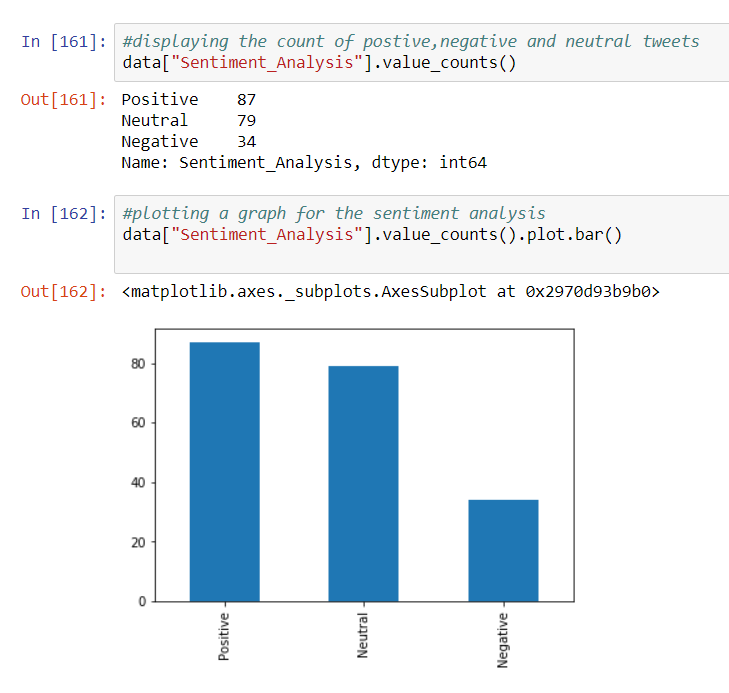 In [161]: #displaying the count of postive,negative and neutral tweets
data["Sentiment_Analysis"].value_counts()
Out[161]: Positive    87
Neutral     79
Negative    34
Name: Sentiment_Analysis, dtype: int64
In [162]: #plotting a graph for the sentiment analysis
data["Sentiment_Analysis"].value_counts().plot.bar()
Out[162]: <matplotlib.axes._subplots.AxesSubplot at 0x2970d93b9b0>
80
60
40
20
0
Positive
Neutral
Negative